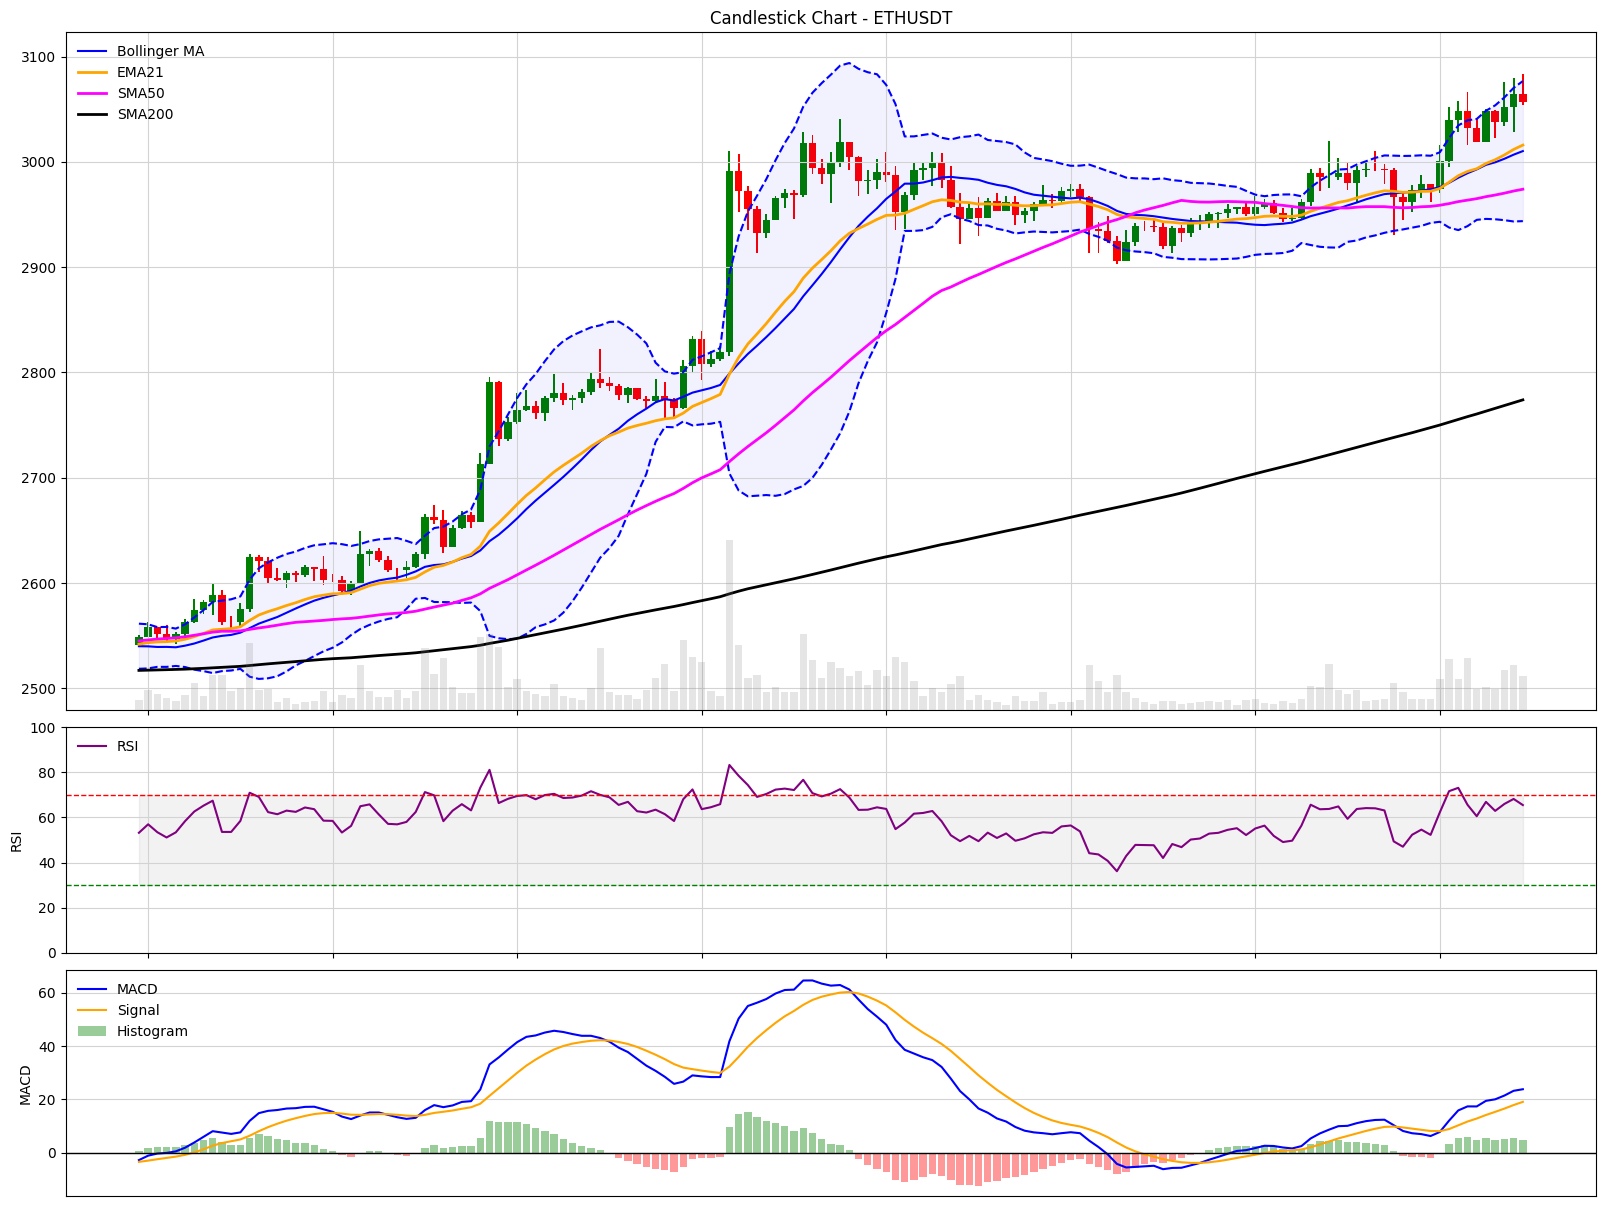 Candlestick Chart - ETHUSDT
Bollinger MA
EMA21
SMA50
SMA200
3100
3000
2900
2800
2700
2600
2500
RSI
100
80
60
40
20
0
RSI
MACD
Signal
Histogram
60
40
20
0
MACD